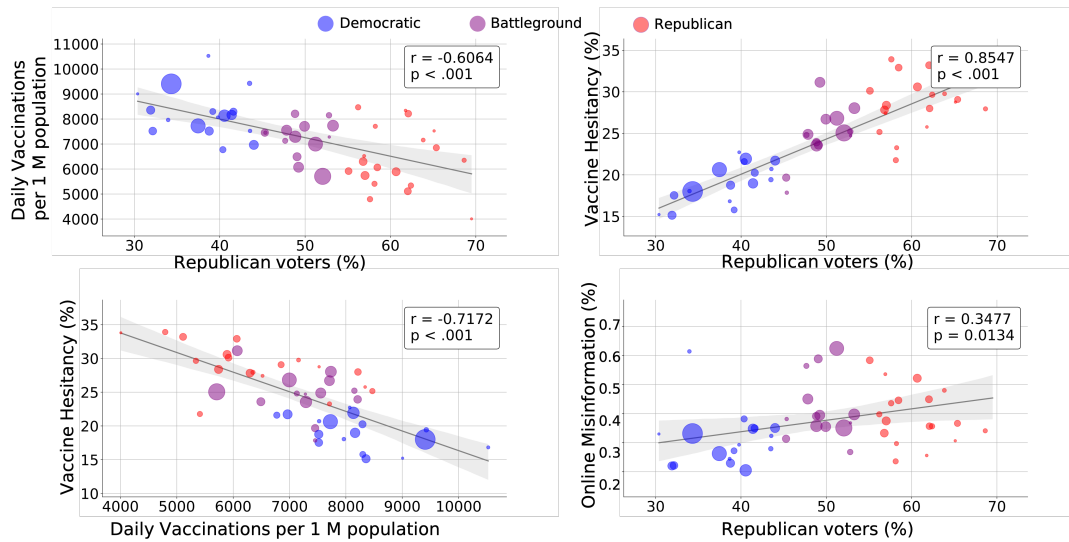 Democratic
Battleground
Republican
Daily Vaccinations
per 1 M population
11000
10000
9000
8000
7000
6000
5000
4000
r = -0.6064
p < .001
30
40
50
60
70
Republican voters (%)
Vaccine Hesitancy (%)
35
30
25
20
15
r = 0.8547
p < .001
30
40
50
60
70
Republican voters (%)
Vaccine Hesitancy (%)
35
30
25
20
15
10
r = -0.7172
p < .001
4000
5000
6000
7000
8000
9000
10000
Daily Vaccinations per 1 M population
Online Misinformation (%)
0.7
0.6
0.5
0.4
0.3
0.2
r = 0.3477
p = 0.0134
30
40
50
60
70
Republican voters (%)